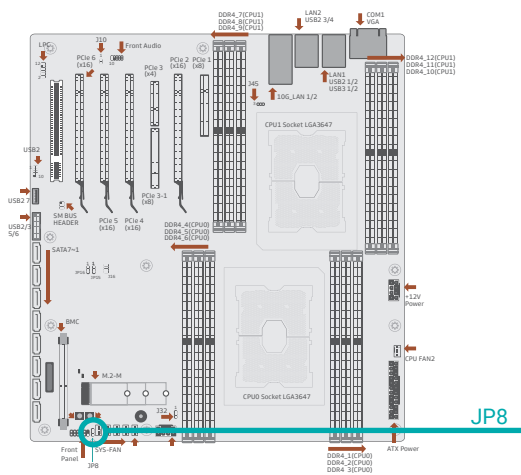 DDR4_7(CPU1)
DDR4_8(CPU1)
DDR4_9(CPU1)
LAN2
USB2 3/4
COM1
VGA
LPC
J10
Front Audio
PCIe 6
(x16)
PCIe 3
(x4)
PCIe 2
(x16)
PCIe 1
(x8)
DDR4_12(CPU1)
DDR4_11(CPU1)
DDR4_10(CPU1)
LAN1
USB2 1/2
USB3 1/2
J45
10G_LAN 1/2
CPU1 Socket LGA3647
USB2
USB2 7
SM BUS
HEADER
PCIe 3-1
(x8)
PCIe 5
(x16)
PCIe 4
(x16)
USB2/3
5/6
DDR4_4(CPU0)
DDR4_5(CPU0)
DDR4_6(CPU0)
SATA7~1
+12V
Power
BMC
CPU FAN2
M.2-M
CPU0 Socket LGA3647
J32
JP8
Front
Panel
SYS-FAN
JP8
ATX Power
DDR4_1(CPU0)
DDR4_2(CPU0)
DDR4_3(CPU0)